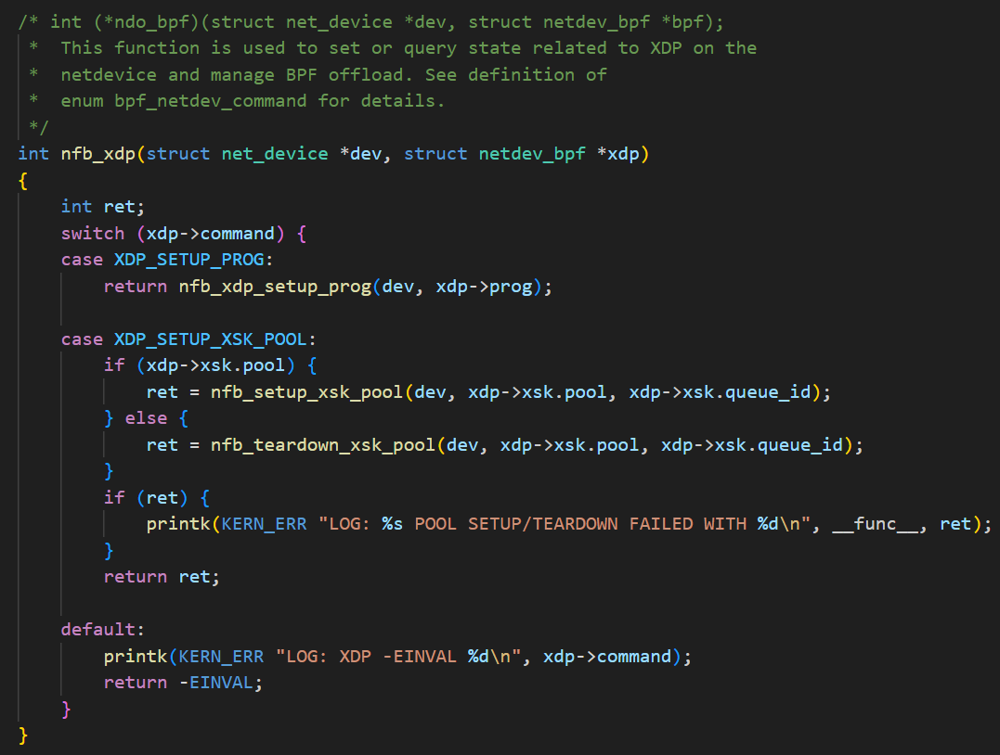 /* int (*ndo_bpf)(struct net_device *dev, struct netdev_bpf *bpf);
 *  This function is used to set or query state related to XDP on the
 *  netdevice and manage BPF offload. See definition of
 *  enum bpf_netdev_command for details.
 */
int nfb_xdp(struct net_device *dev, struct netdev_bpf *xdp)
{
    int ret;
    switch (xdp->command) {
    case XDP_SETUP_PROG:
        return nfb_xdp_setup_prog(dev, xdp->prog);

    case XDP_SETUP_XSK_POOL:
        if (xdp->xsk.pool) {
            ret = nfb_setup_xsk_pool(dev, xdp->xsk.pool, xdp->xsk.queue_id);
        } else {
            ret = nfb_teardown_xsk_pool(dev, xdp->xsk.pool, xdp->xsk.queue_id);
        }
        if (ret) {
            printk(KERN_ERR "LOG: %s POOL SETUP/TEARDOWN FAILED WITH %d\n", __func__, ret);
        }
        return ret;

    default:
        printk(KERN_ERR "LOG: XDP -EINVAL %d\n", xdp->command);
        return -EINVAL;
    }
}